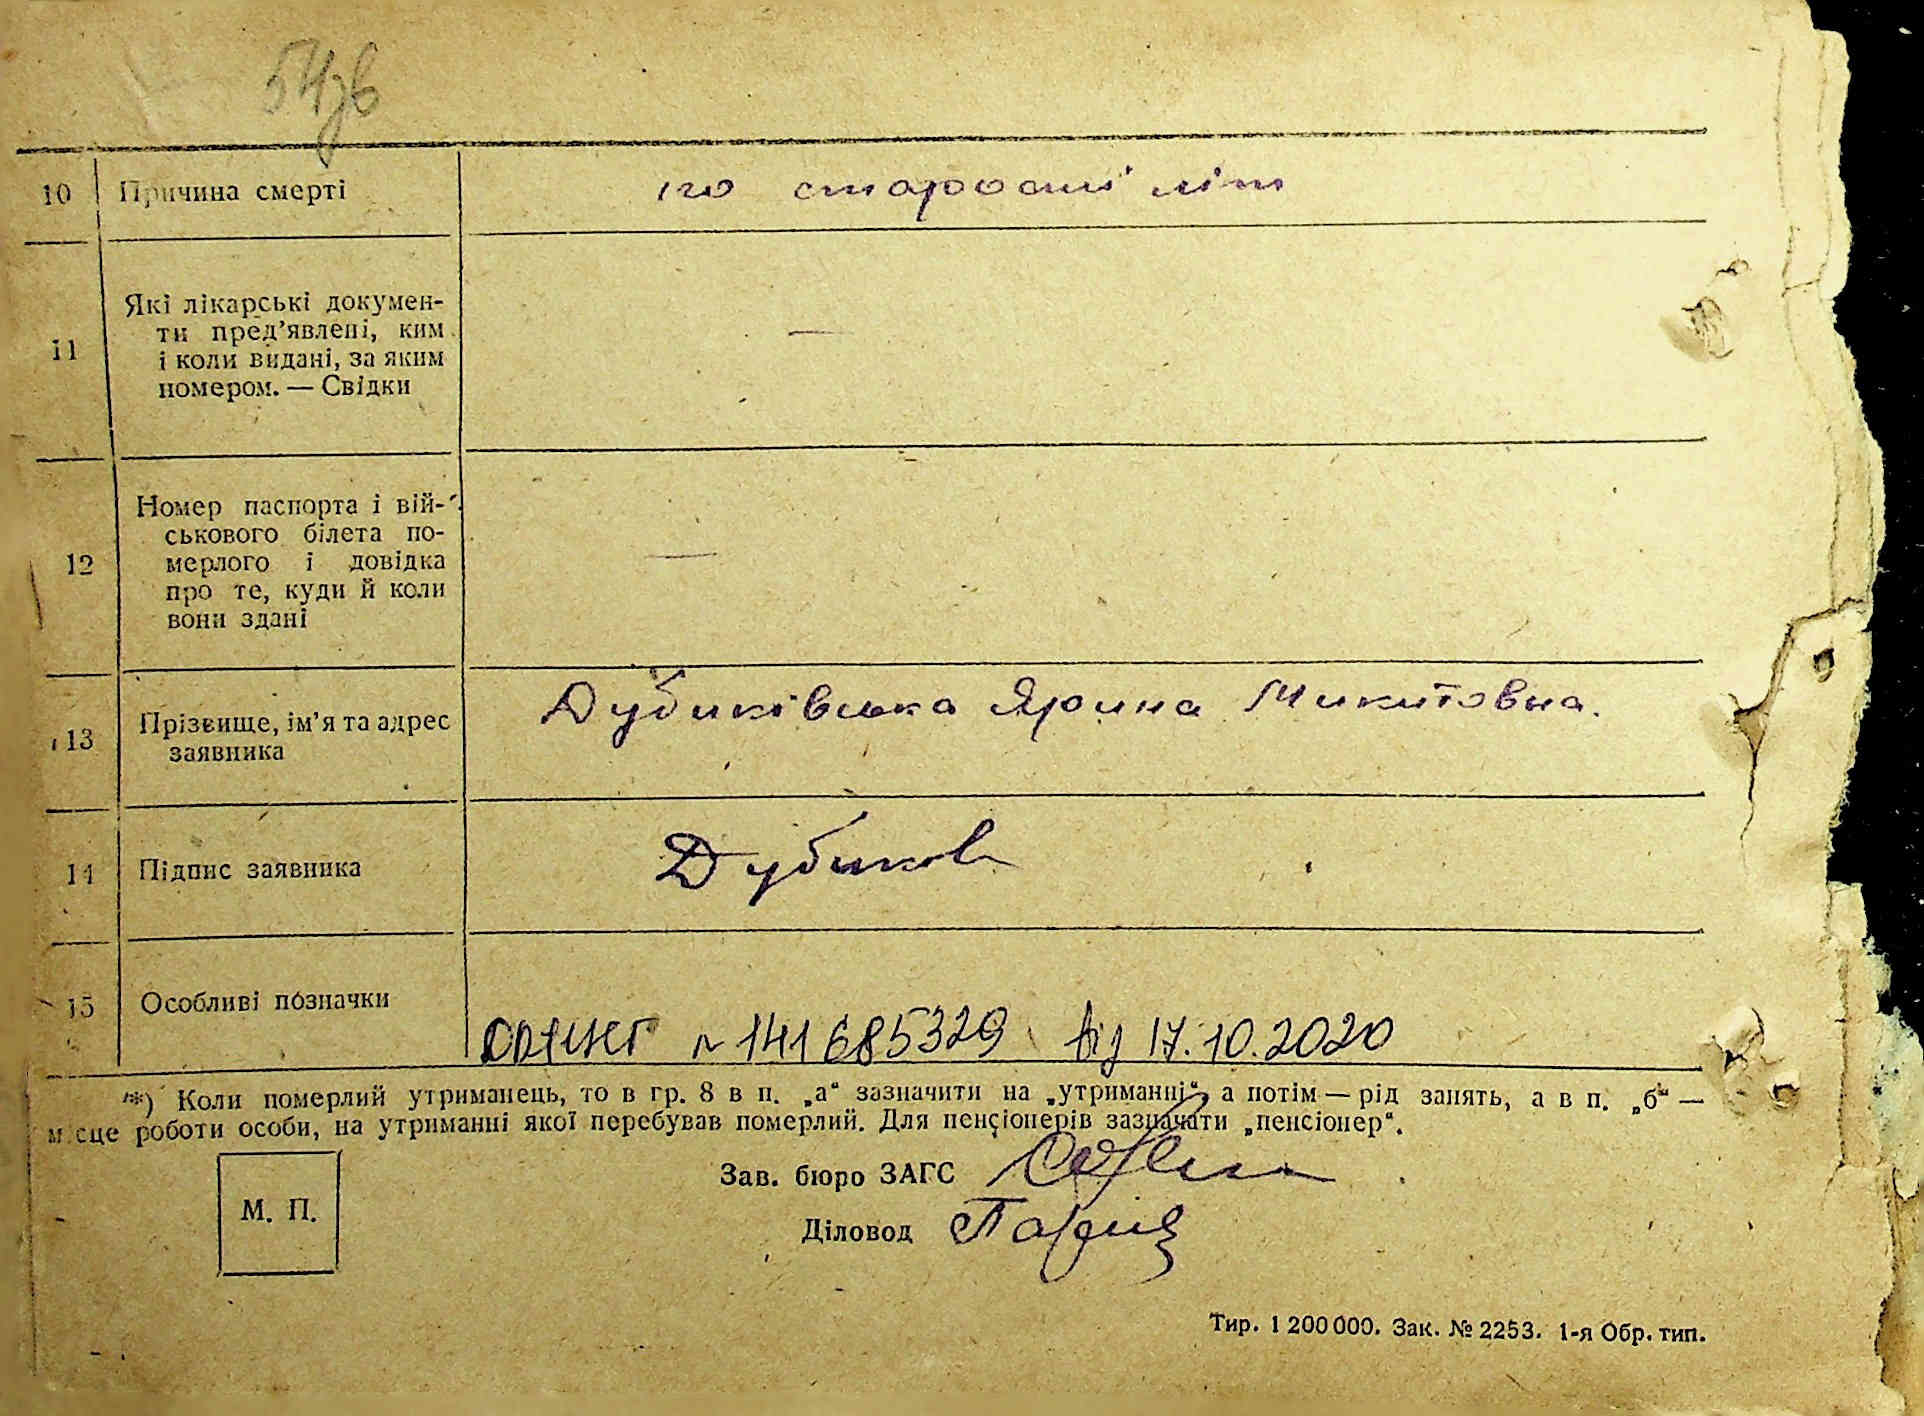 54зв
10 Причина смерті по старості літ
11 Які лікарські докумен-
ти пред’явлені, ким
і коли видані, за яким
номером. — Свідки —
12 Номер паспорта і вій-
ськового білета по-
мерлого і довідка
про те, куди й коли
вони здані —
13 Прізвище, ім’я та адрес
заявника
Дубиківська Ярина Микитовна.
14 Підпис заявника Дубиков
15 Особливі позначки
№ 141685329 від 17.10.2020
*) Коли померлий утриманець, то в гр. 8 в п. „а“ зазначити на „утриманні“, а потім — рід занять, а в п. „б“ —
місце роботи особи, на утриманні якої перебував померлий. Для пенсіонерів зазначати „пенсіонер“.
Зав. бюро ЗАГС
М. П.
Діловод
Тир. 1 200 000. Зак. № 2253. 1-я Обр. тип.